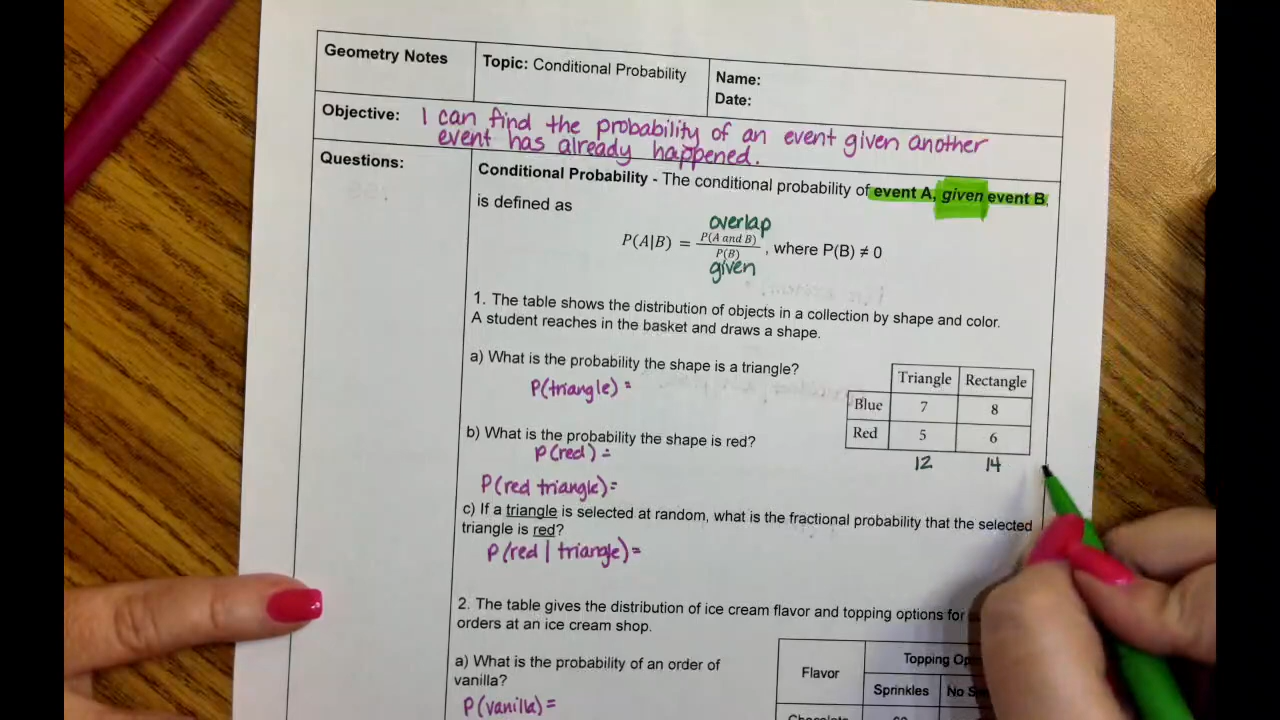 Geometry Notes
Topic: Conditional Probability
Name:
Date:
Objective: I can find the probability of an event given another
event has already happened.
Questions:
Conditional Probability - The conditional probability of event A, given event B,
is defined as
overlap
P(A|B) = P(A and B) / P(B) , where P(B) ≠ 0
given
1. The table shows the distribution of objects in a collection by shape and color.
A student reaches in the basket and draws a shape.
a) What is the probability the shape is a triangle?
P(triangle) =
Triangle Rectangle
Blue 7 8
Red 5 6
12 14
b) What is the probability the shape is red?
P(red) =
P(red triangle) =
c) If a triangle is selected at random, what is the fractional probability that the selected
triangle is red?
P(red | triangle) =
2. The table gives the distribution of ice cream flavor and topping options for
orders at an ice cream shop.
a) What is the probability of an order of
vanilla?
P(vanilla) =
Flavor
Topping
Sprinkles No